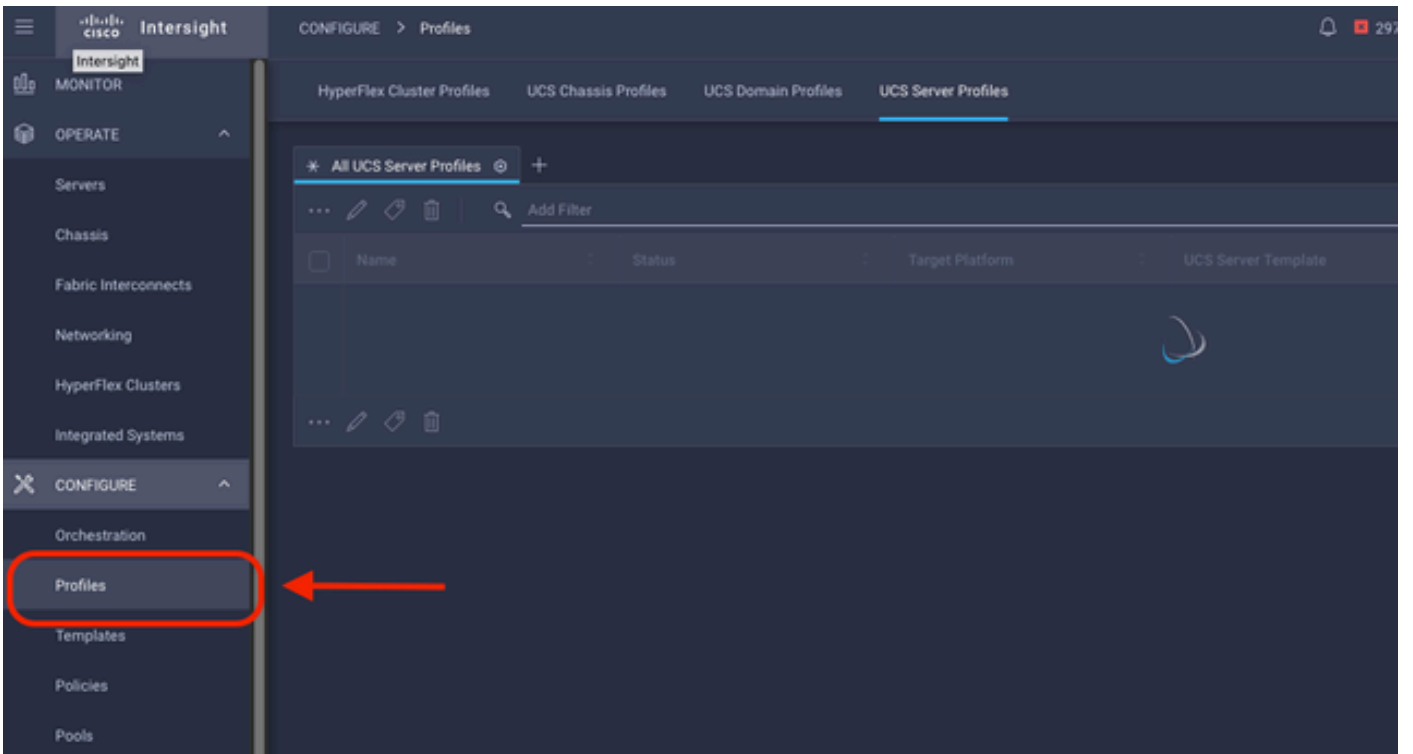 cisco Intersight
CONFIGURE > Profiles
297
Intersight
MONITOR
OPERATE
Servers
Chassis
Fabric Interconnects
Networking
HyperFlex Clusters
Integrated Systems
CONFIGURE
Orchestration
Profiles
Templates
Policies
Pools
HyperFlex Cluster Profiles UCS Chassis Profiles UCS Domain Profiles UCS Server Profiles
All UCS Server Profiles
Add Filter
Name Status Target Platform UCS Server Template